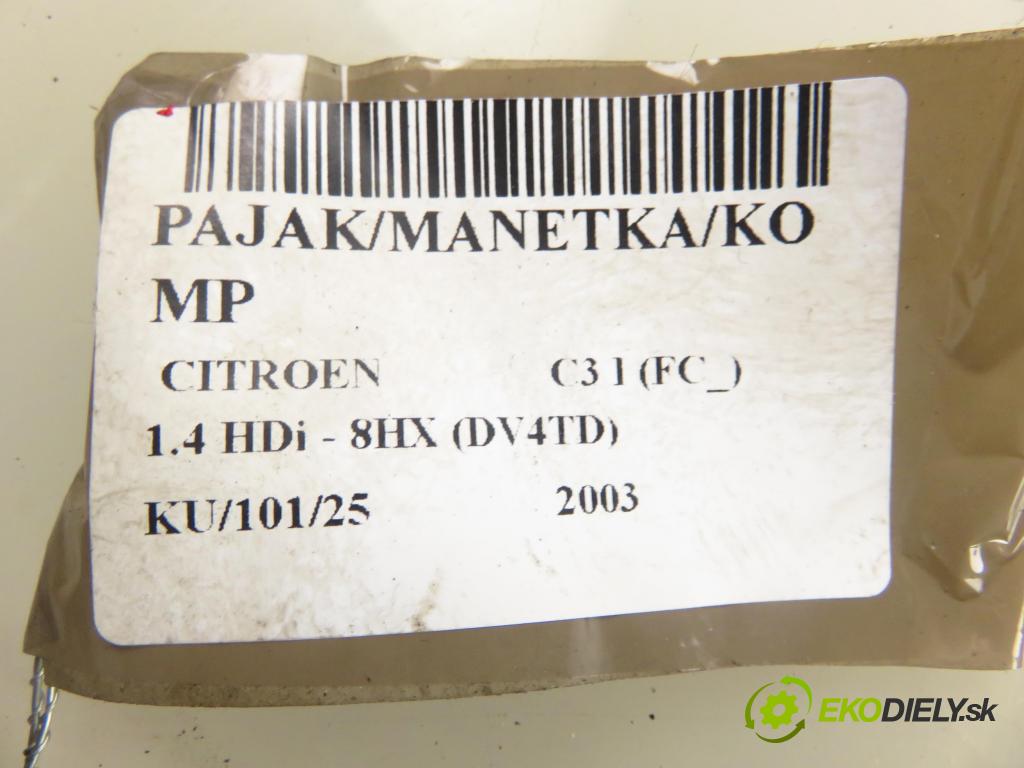 PAJAK/MANETKA/KO
MP
CITROEN C3 I (FC_)
1.4 HDi - 8HX (DV4TD)
KU/101/25 2003
EKODIELY.sk